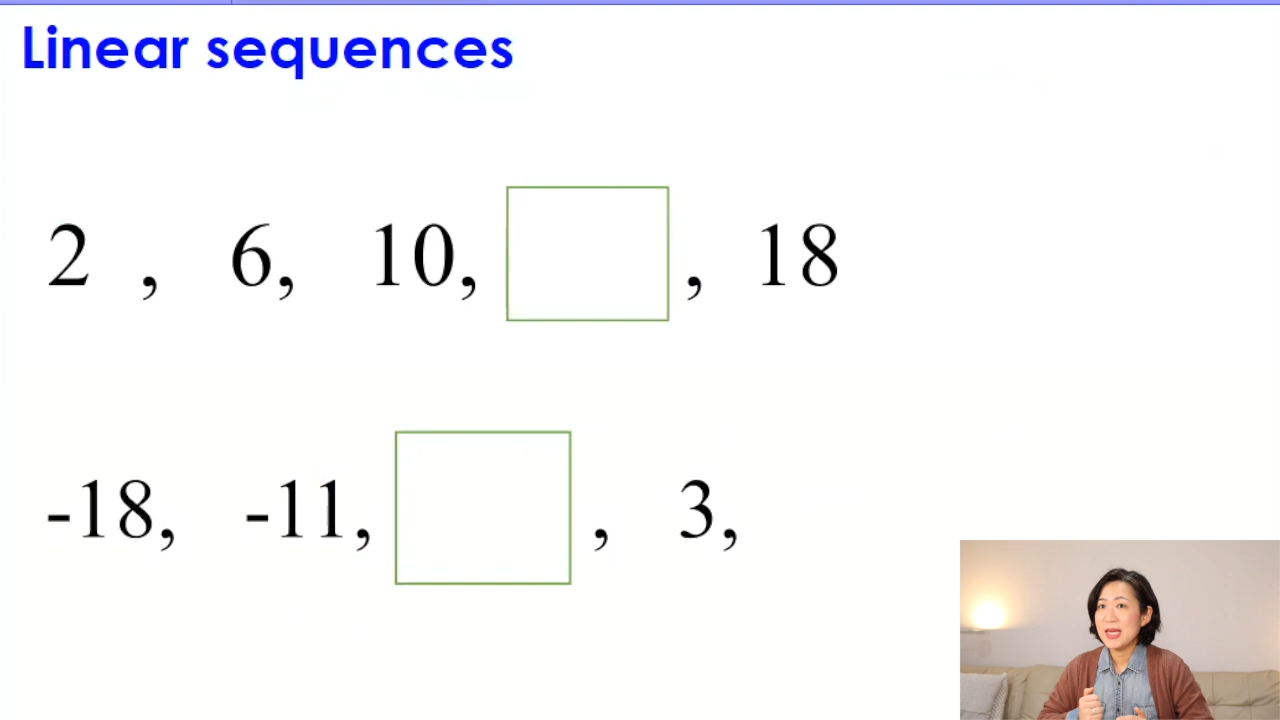 Linear sequences
2 , 6, 10, , 18
-18, -11, , 3,